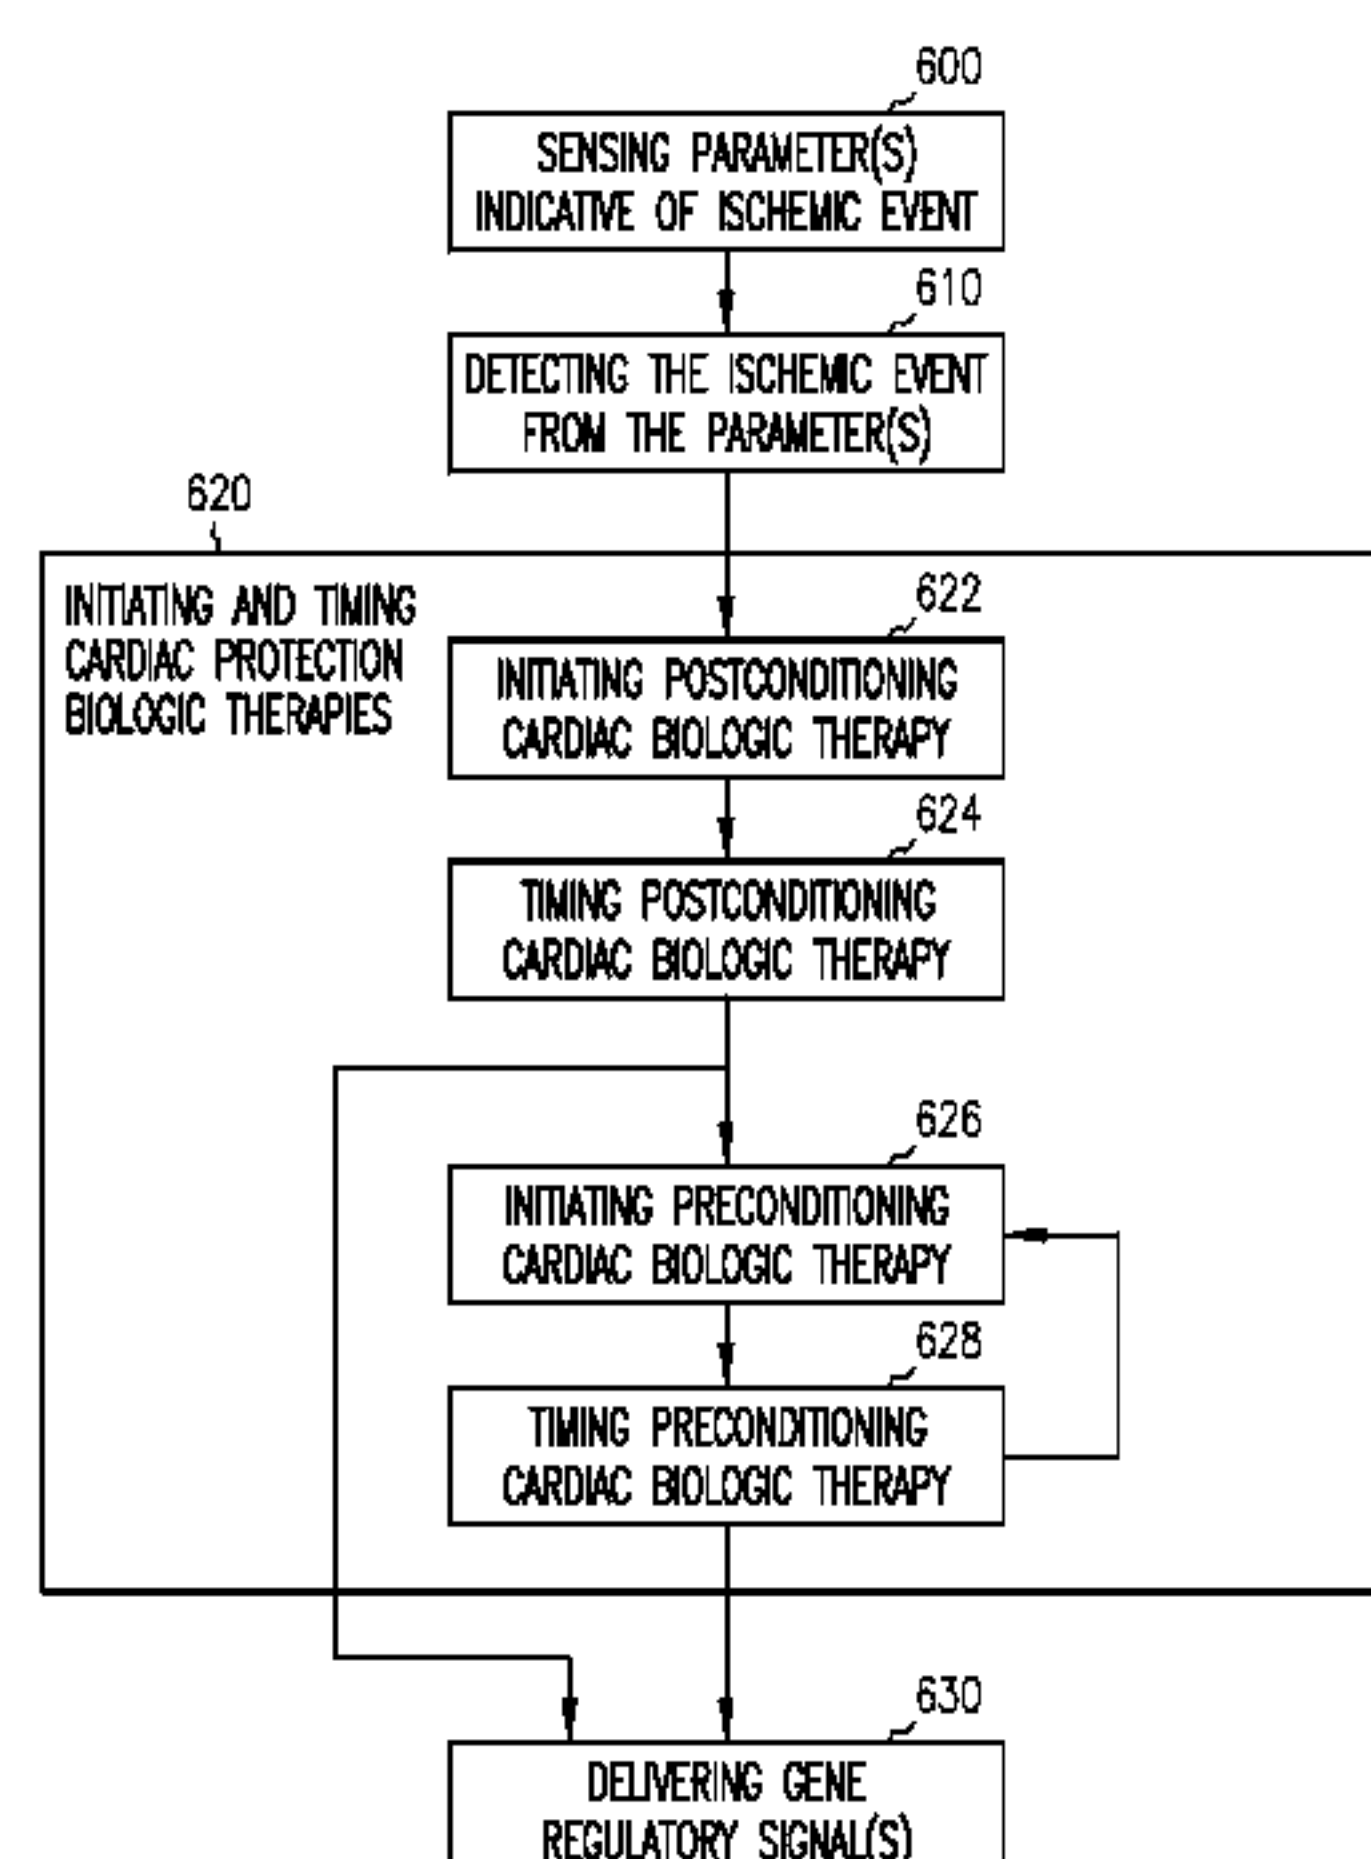 600
SENSING PARAMETER(S)
INDICATIVE OF ISCHEMIC EVENT
610
DETECTING THE ISCHEMIC EVENT
FROM THE PARAMETER(S)
620
INITIATING AND TIMING
CARDIAC PROTECTION
BIOLOGIC THERAPIES
622
INITIATING POSTCONDITIONING
CARDIAC BIOLOGIC THERAPY
624
TIMING POSTCONDITIONING
CARDIAC BIOLOGIC THERAPY
626
INITIATING PRECONDITIONING
CARDIAC BIOLOGIC THERAPY
628
TIMING PRECONDITIONING
CARDIAC BIOLOGIC THERAPY
630
DELIVERING GENE
REGULATORY SIGNAL(S)